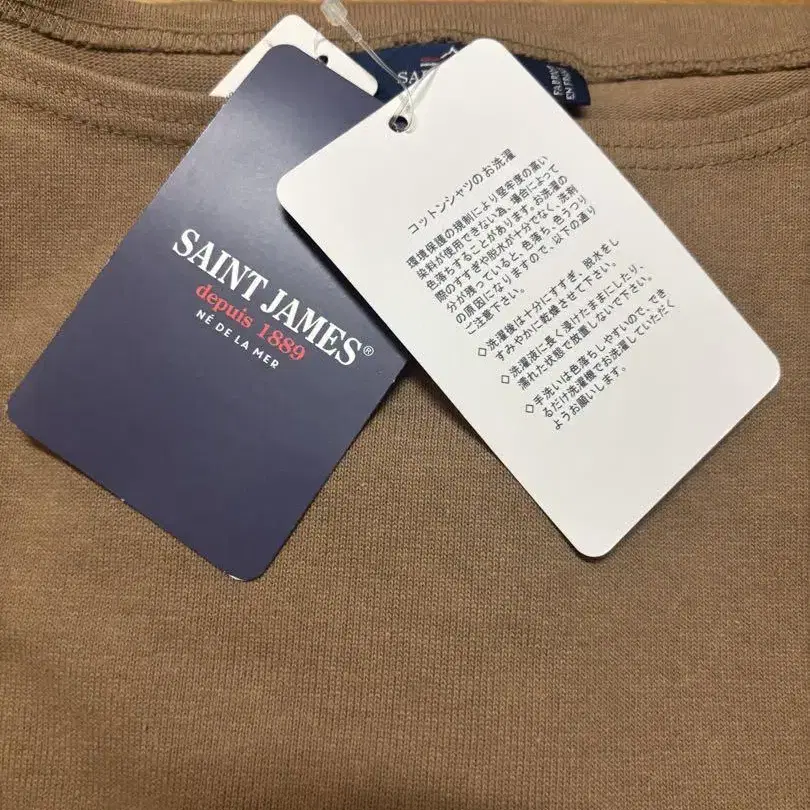 SAINT JAMES®
depuis 1889
NÉ DE LA MER
FABRIQUÉ
EN FRANCE
コットンシャツのお洗濯
環境保護の規制により堅牢度の高い
染料が使用できない為、場合によって
色落ちすることがあります。お洗濯の
際のすすぎや脱水が十分でなく、洗剤
分が残っていると、色落ち、色うつり
の原因になりますので、以下の通り
ご注意下さい。
◇洗濯後は十分にすすぎ、脱水をし
すみやかに乾燥させて下さい。
◇洗濯液に長く浸けたままにしたり、
濡れた状態で放置しないで下さい。
◇手洗いは色落ちしやすいので、でき
るだけ洗濯機でお洗濯していただく
ようお願いします。